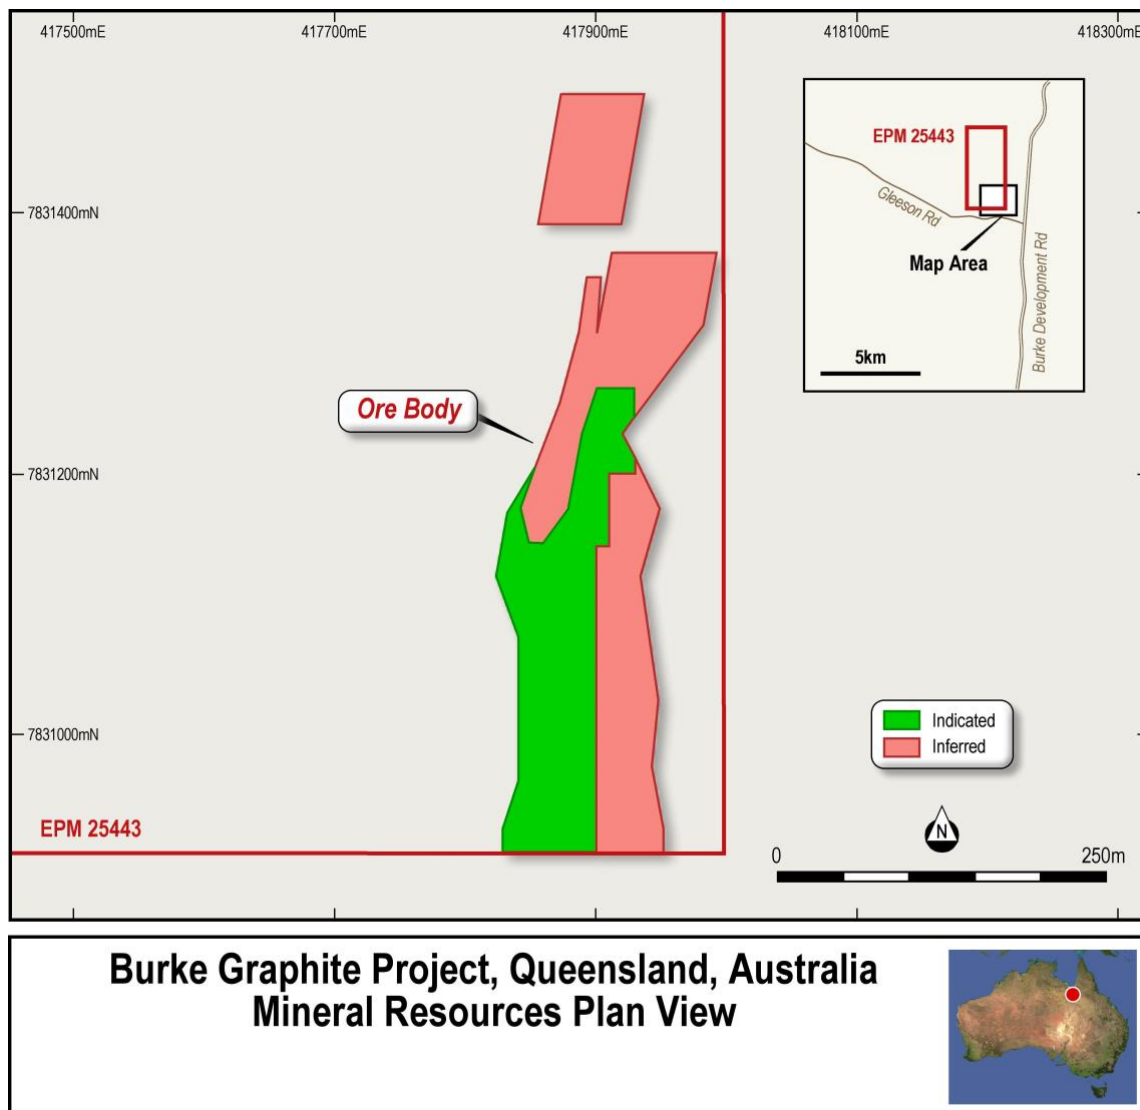 417500mE
417700mE
417900mE
418100mE
418300mE
EPM 25443
Gleeson Rd
Map Area
Burke Development Rd
5km
7831400mN
Ore Body
7831200mN
7831000mN
Indicated
Inferred
EPM 25443
N
0
250m
Burke Graphite Project, Queensland, Australia
Mineral Resources Plan View